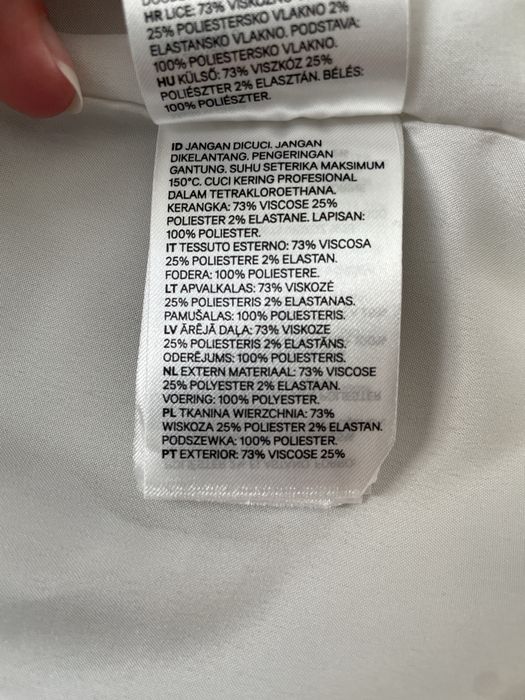 HR LICE: 73% VISKOZNO
25% POLIESTERSKO VLAKNO 2%
ELASTANSKO VLAKNO. PODSTAVA:
100% POLIESTERSKO VLAKNO.
HU KÜLSŐ: 73% VISZKÓZ 25%
POLIÉSZTER 2% ELASZTÁN. BÉLÉS:
100% POLIÉSZTER.
ID JANGAN DICUCI. JANGAN
DIKELANTANG. PENGERINGAN
GANTUNG. SUHU SETERIKA MAKSIMUM
150°C. CUCI KERING PROFESIONAL
DALAM TETRAKLOROETHANA.
KERANGKA: 73% VISCOSE 25%
POLIESTER 2% ELASTANE. LAPISAN:
100% POLIESTER.
IT TESSUTO ESTERNO: 73% VISCOSA
25% POLIESTERE 2% ELASTAN.
FODERA: 100% POLIESTERE.
LT APVALKALAS: 73% VISKOZĖ
25% POLIESTERIS 2% ELASTANAS.
PAMUŠALAS: 100% POLIESTERIS.
LV ĀRĒJĀ DAĻA: 73% VISKOZE
25% POLIESTERIS 2% ELASTĀNS.
ODERĒJUMS: 100% POLIESTERIS.
NL EXTERN MATERIAAL: 73% VISCOSE
25% POLYESTER 2% ELASTAAN.
VOERING: 100% POLYESTER.
PL TKANINA WIERZCHNIA: 73%
WISKOZA 25% POLIESTER 2% ELASTAN.
PODSZEWKA: 100% POLIESTER.
PT EXTERIOR: 73% VISCOSE 25%